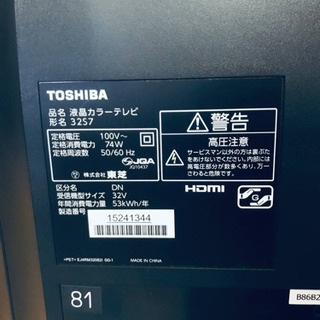 TOSHIBA
品名 液晶カラーテレビ
形名 32S7
定格電圧 100V~
定格消費電力 74W
定格周波数 50/60 Hz
JQA
JQ10437
株式会社 東芝
警告
高圧注意
サービスマン以外の方は裏ぶたを
あけないでください。内部には高
電圧部分が数多くあり、万一さわ
ると危険です。
区分名 DN
受信機型サイズ 32V
年間消費電力量 53kWh/年
製造番号
15241344
HDMI
G
81
B86B2